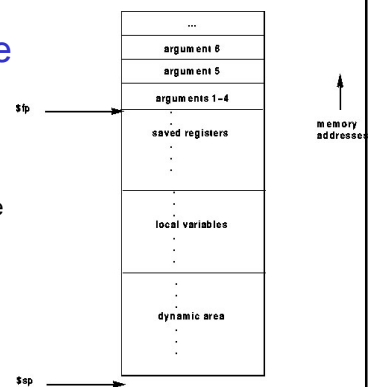 ...
e
argument 6
argument 5
arguments 1–4
$fp
memory
addresses
saved registers
e
local variables
dynamic area
$sp